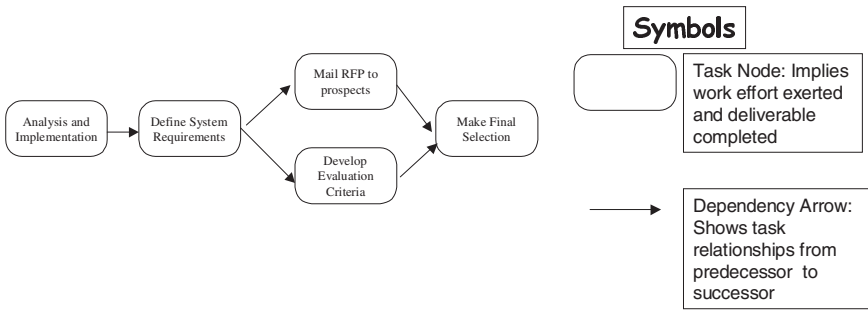 Analysis and
Implementation
Define System
Requirements
Mail RFP to
prospects
Develop
Evaluation
Criteria
Make Final
Selection
Symbols
Task Node: Implies
work effort exerted
and deliverable
completed
Dependency Arrow:
Shows task
relationships from
predecessor to
successor